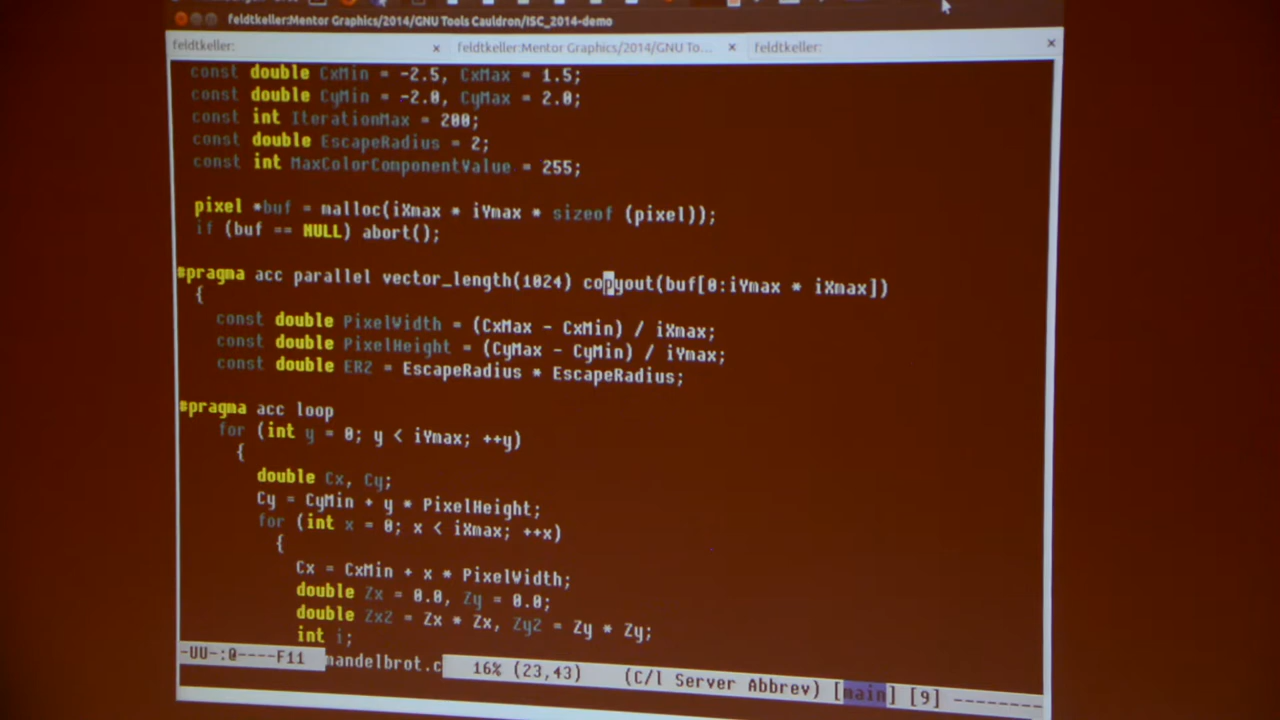 feldtkeller:Mentor Graphics/2014/GNU Tools Cauldron/ISC_2014-demo
feldtkeller: × feldtkeller:Mentor Graphics/2014/GNU To... × feldtkeller: ×
const double CxMin = -2.5, CxMax = 1.5;
const double CyMin = -2.0, CyMax = 2.0;
const int IterationMax = 200;
const double EscapeRadius = 2;
const int MaxColorComponentValue = 255;
pixel *buf = malloc(iXmax * iYmax * sizeof (pixel));
if (buf == NULL) abort();
#pragma acc parallel vector_length(1024) copyout(buf[0:iYmax * iXmax])
{
const double PixelWidth = (CxMax - CxMin) / iXmax;
const double PixelHeight = (CyMax - CyMin) / iYmax;
const double ER2 = EscapeRadius * EscapeRadius;
#pragma acc loop
for (int y = 0; y < iYmax; ++y)
{
double Cx, Cy;
Cy = CyMin + y * PixelHeight;
for (int x = 0; x < iXmax; ++x)
{
Cx = CxMin + x * PixelWidth;
double Zx = 0.0, Zy = 0.0;
double Zx2 = Zx * Zx, Zy2 = Zy * Zy;
int i;
-UU-:@----F11 mandelbrot.c 16% (23,43) (C/l Server Abbrev) [main] [9] --------